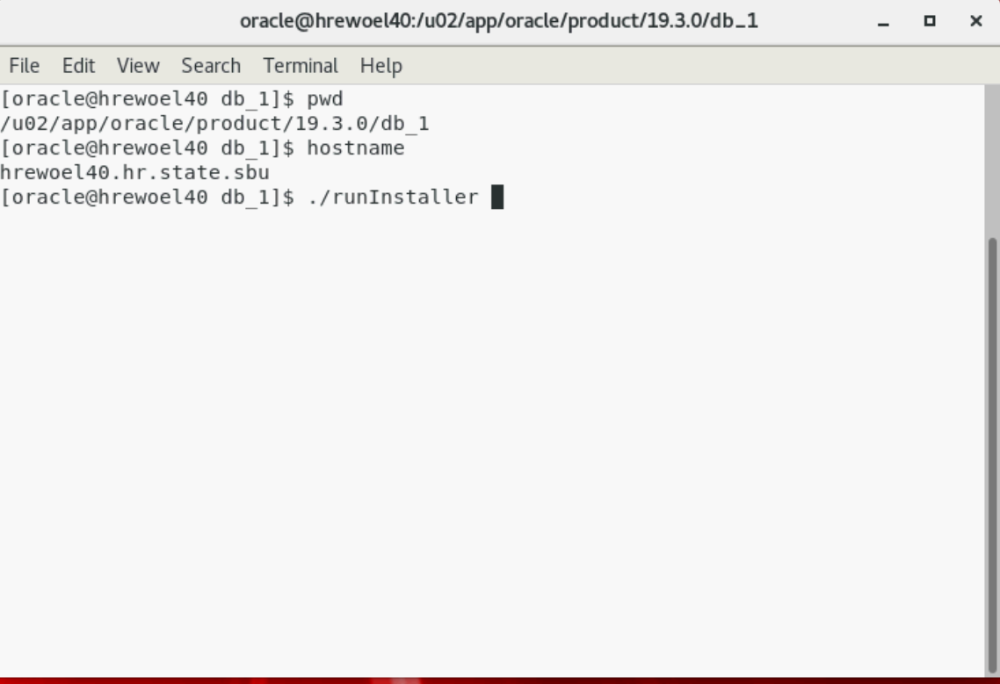 oracle@hrewoel40:/u02/app/oracle/product/19.3.0/db_1
File Edit View Search Terminal Help
[oracle@hrewoel40 db_1]$ pwd
/u02/app/oracle/product/19.3.0/db_1
[oracle@hrewoel40 db_1]$ hostname
hrewoel40.hr.state.sbu
[oracle@hrewoel40 db_1]$ ./runInstaller